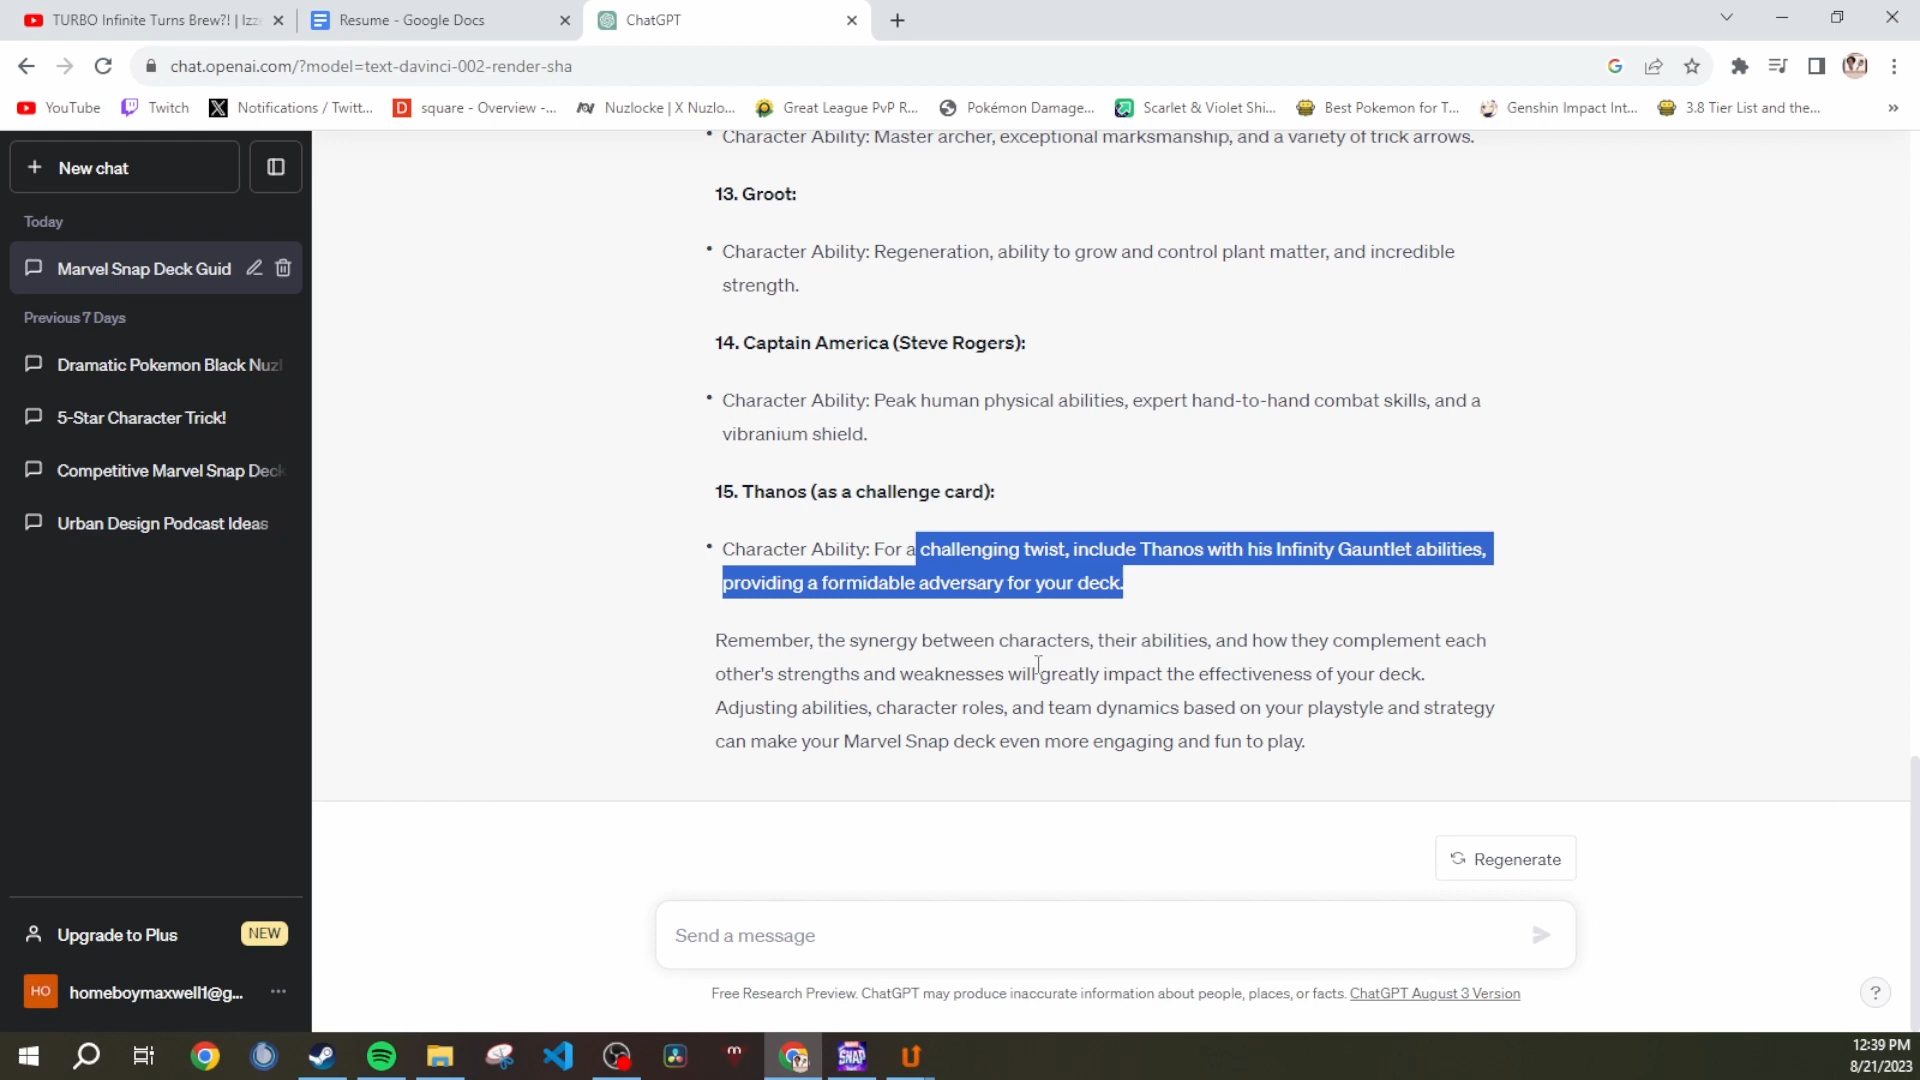 TURBO Infinite Turns Brew?! | Izz
Resume - Google Docs
ChatGPT
chat.openai.com/?model=text-davinci-002-render-sha
YouTube
Twitch
Notifications / Twitt...
square - Overview -...
Nuzlocke | X Nuzlo...
Great League PvP R...
Pokémon Damage...
Scarlet & Violet Shi...
Best Pokemon for T...
Genshin Impact Int...
3.8 Tier List and the...
New chat
Today
Marvel Snap Deck Guid
Previous 7 Days
Dramatic Pokemon Black Nuzl
5-Star Character Trick!
Competitive Marvel Snap Deck
Urban Design Podcast Ideas
Upgrade to Plus
NEW
HO
homeboymaxwell1@g...
• Character Ability: Master archer, exceptional marksmanship, and a variety of trick arrows.
13. Groot:
• Character Ability: Regeneration, ability to grow and control plant matter, and incredible
strength.
14. Captain America (Steve Rogers):
• Character Ability: Peak human physical abilities, expert hand-to-hand combat skills, and a
vibranium shield.
15. Thanos (as a challenge card):
• Character Ability: For a challenging twist, include Thanos with his Infinity Gauntlet abilities,
providing a formidable adversary for your deck.
Remember, the synergy between characters, their abilities, and how they complement each
other's strengths and weaknesses will greatly impact the effectiveness of your deck.
Adjusting abilities, character roles, and team dynamics based on your playstyle and strategy
can make your Marvel Snap deck even more engaging and fun to play.
Regenerate
Send a message
Free Research Preview. ChatGPT may produce inaccurate information about people, places, or facts. ChatGPT August 3 Version
?
SNAP
12:39 PM
8/21/2023